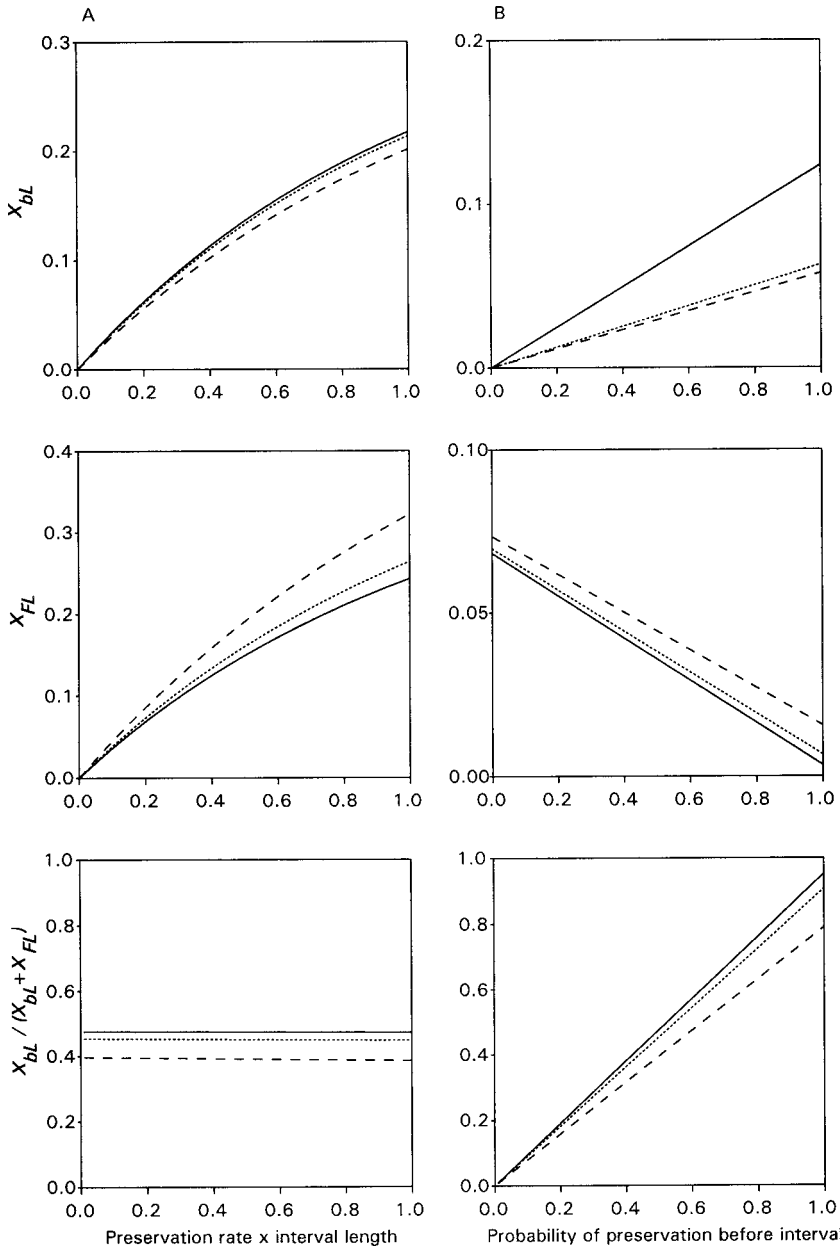 A
B
0.3
0.2
0.1
0.0
X_bL
0.0 0.2 0.4 0.6 0.8 1.0
0.2
0.1
0.0
0.0 0.2 0.4 0.6 0.8 1.0
0.4
0.3
0.2
0.1
0.0
X_FL
0.0 0.2 0.4 0.6 0.8 1.0
0.10
0.05
0.00
0.0 0.2 0.4 0.6 0.8 1.0
1.0
0.8
0.6
0.4
0.2
0.0
X_bL / (X_bL + X_FL)
0.0 0.2 0.4 0.6 0.8 1.0
Preservation rate x interval length
1.0
0.8
0.6
0.4
0.2
0.0
0.0 0.2 0.4 0.6 0.8 1.0
Probability of preservation before interval